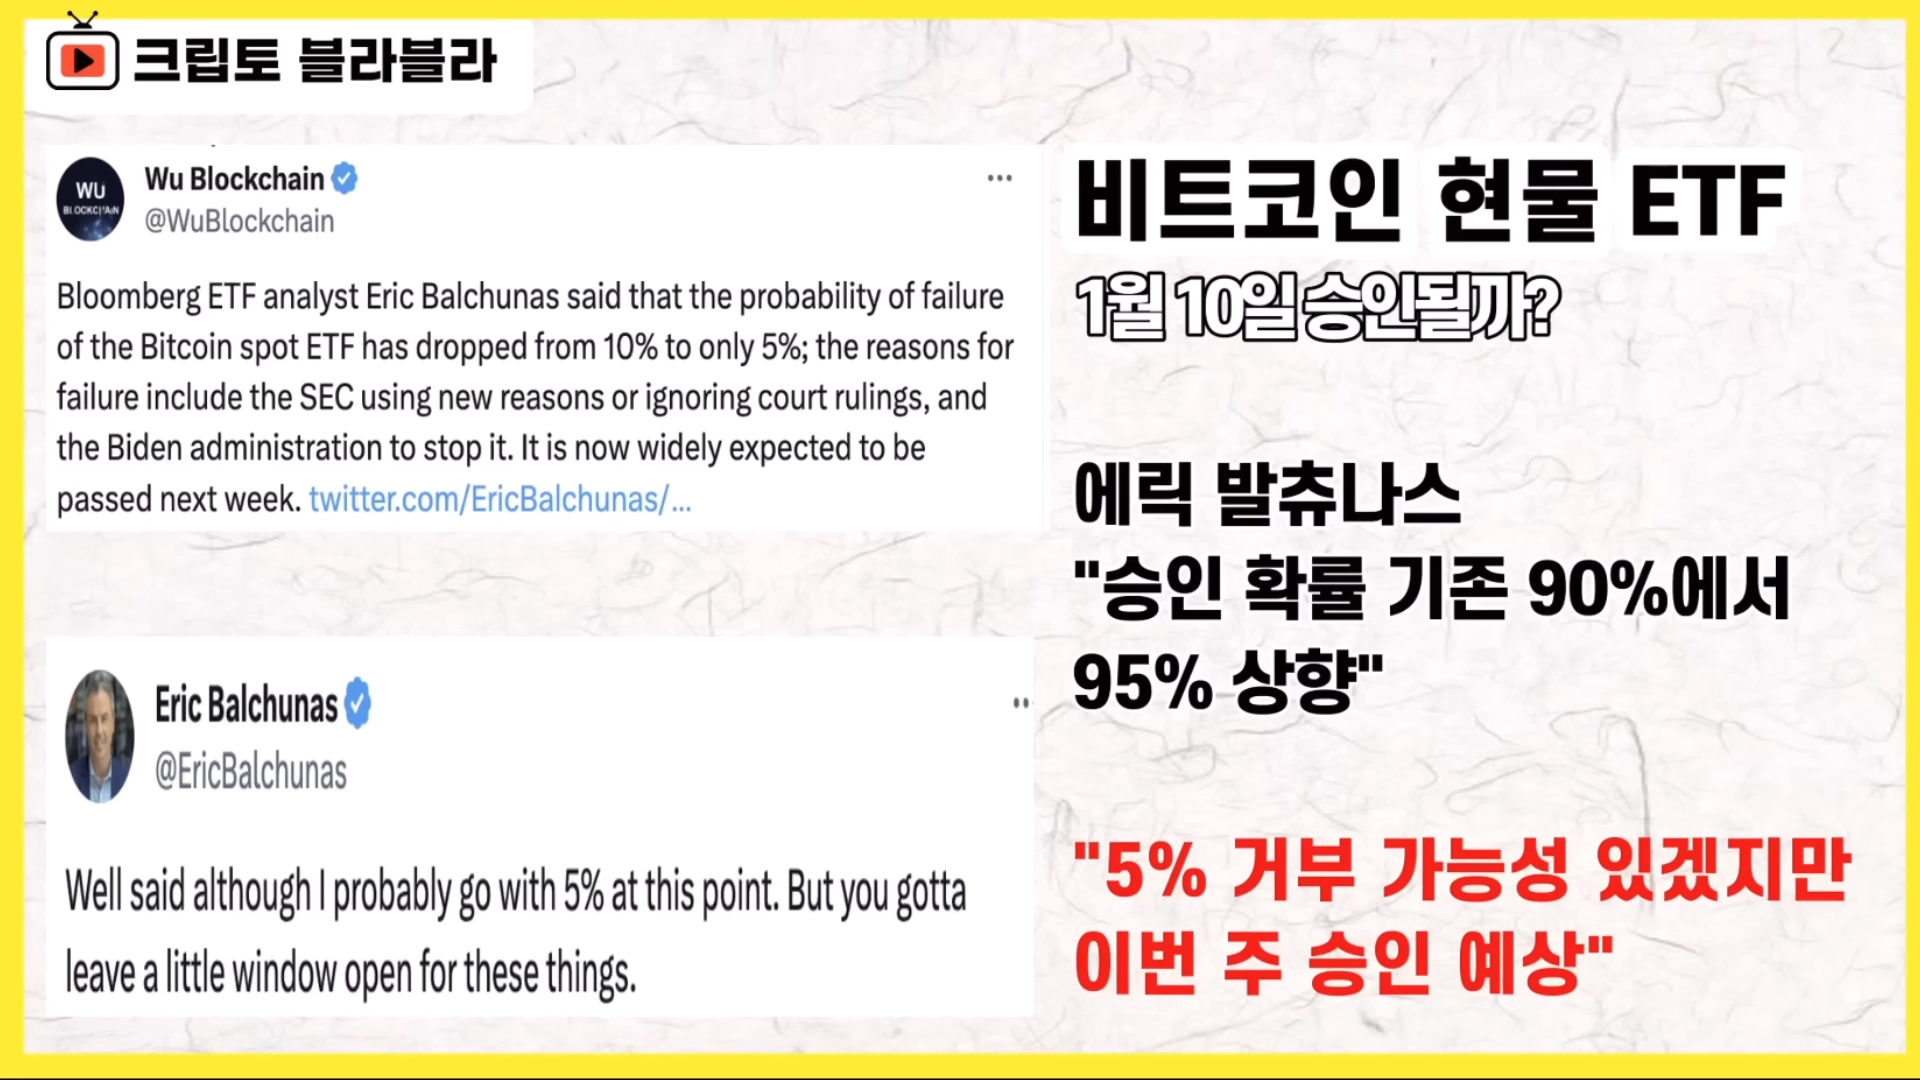 크립토 블라블라
WU
BLOCKCHAIN
Wu Blockchain
@WuBlockchain
Bloomberg ETF analyst Eric Balchunas said that the probability of failure
of the Bitcoin spot ETF has dropped from 10% to only 5%; the reasons for
failure include the SEC using new reasons or ignoring court rulings, and
the Biden administration to stop it. It is now widely expected to be
passed next week. twitter.com/EricBalchunas/...
Eric Balchunas
@EricBalchunas
Well said although I probably go with 5% at this point. But you gotta
leave a little window open for these things.
비트코인 현물 ETF
1월 10일 승인될까?
에릭 발츄나스
"승인 확률 기존 90%에서
95% 상향"
"5% 거부 가능성 있겠지만
이번 주 승인 예상"